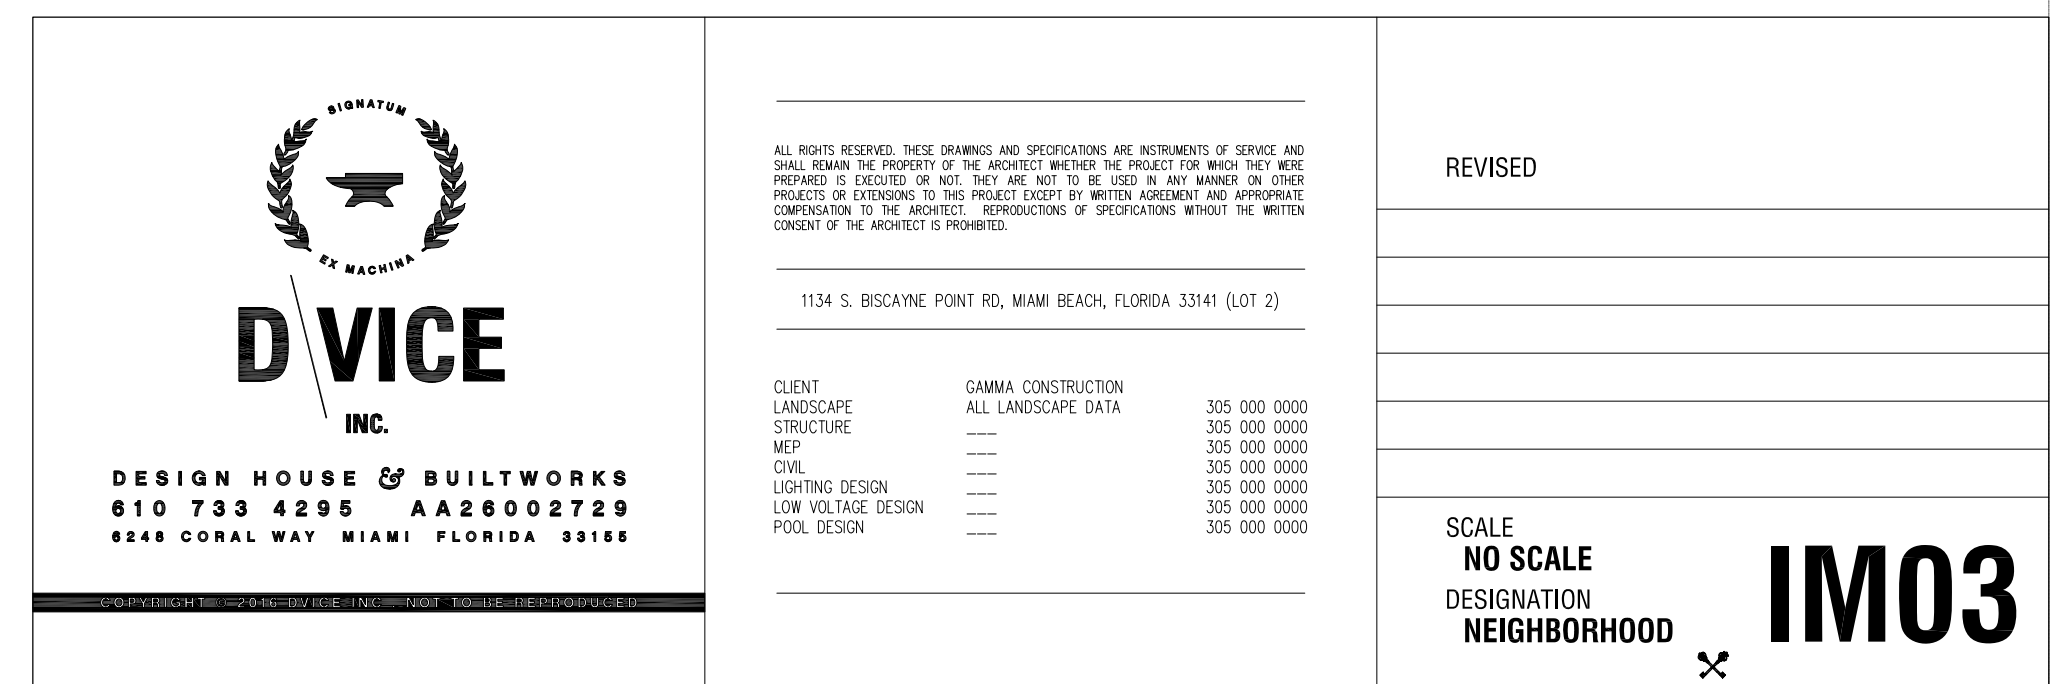 SIGNATUM
EX MACHINA
D\VICE
INC.
DESIGN HOUSE & BUILTWORKS
610 733 4295 AA26002729
6248 CORAL WAY MIAMI FLORIDA 33155
COPYRIGHT © 2016 DVICE INC. NOT TO BE REPRODUCED
ALL RIGHTS RESERVED. THESE DRAWINGS AND SPECIFICATIONS ARE INSTRUMENTS OF SERVICE AND
SHALL REMAIN THE PROPERTY OF THE ARCHITECT WHETHER THE PROJECT FOR WHICH THEY WERE
PREPARED IS EXECUTED OR NOT. THEY ARE NOT TO BE USED IN ANY MANNER ON OTHER
PROJECTS OR EXTENSIONS TO THIS PROJECT EXCEPT BY WRITTEN AGREEMENT AND APPROPRIATE
COMPENSATION TO THE ARCHITECT. REPRODUCTIONS OF SPECIFICATIONS WITHOUT THE WRITTEN
CONSENT OF THE ARCHITECT IS PROHIBITED.
1134 S. BISCAYNE POINT RD, MIAMI BEACH, FLORIDA 33141 (LOT 2)
CLIENT GAMMA CONSTRUCTION
LANDSCAPE ALL LANDSCAPE DATA 305 000 0000
STRUCTURE ___ 305 000 0000
MEP ___ 305 000 0000
CIVIL ___ 305 000 0000
LIGHTING DESIGN ___ 305 000 0000
LOW VOLTAGE DESIGN ___ 305 000 0000
POOL DESIGN ___ 305 000 0000
REVISED
SCALE
NO SCALE
DESIGNATION
NEIGHBORHOOD
IM03